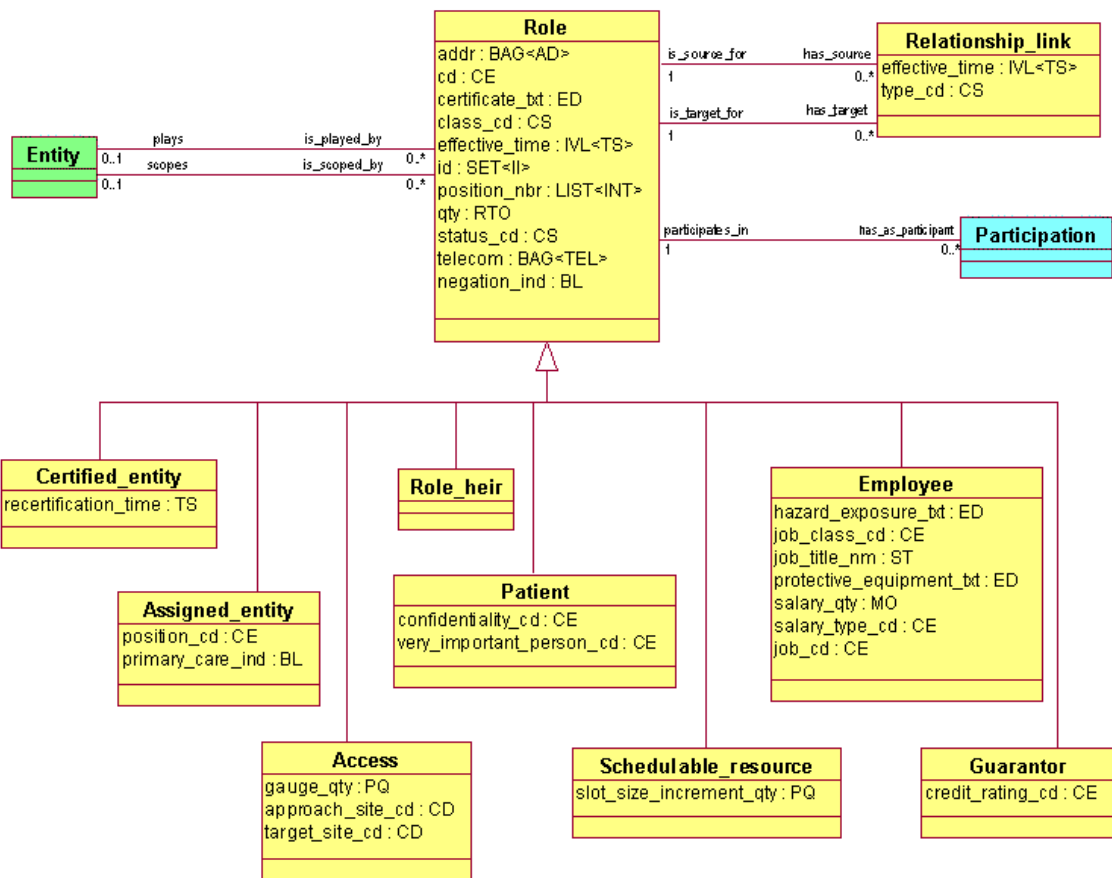 Role
addr : BAG<AD>
cd : CE
certificate_txt : ED
class_cd : CS
effective_time : IVL<TS>
id : SET<II>
position_nbr : LIST<INT>
qty : RTO
status_cd : CS
telecom : BAG<TEL>
negation_ind : BL
is_source_for
has_source
1
0..*
is_target_for
has_target
1
0..*
Relationship_link
effective_time : IVL<TS>
type_cd : CS
Entity
plays
is_played_by
0..1
0..*
scopes
is_scoped_by
0..1
0..*
participates_in
has_as_participant
1
0..*
Participation
Certified_entity
recertification_time : TS
Role_heir
Employee
hazard_exposure_txt : ED
job_class_cd : CE
job_title_nm : ST
protective_equipment_txt : ED
salary_qty : MO
salary_type_cd : CE
job_cd : CE
Assigned_entity
position_cd : CE
primary_care_ind : BL
Patient
confidentiality_cd : CE
very_important_person_cd : CE
Access
gauge_qty : PQ
approach_site_cd : CD
target_site_cd : CD
Schedulable_resource
slot_size_increment_qty : PQ
Guarantor
credit_rating_cd : CE